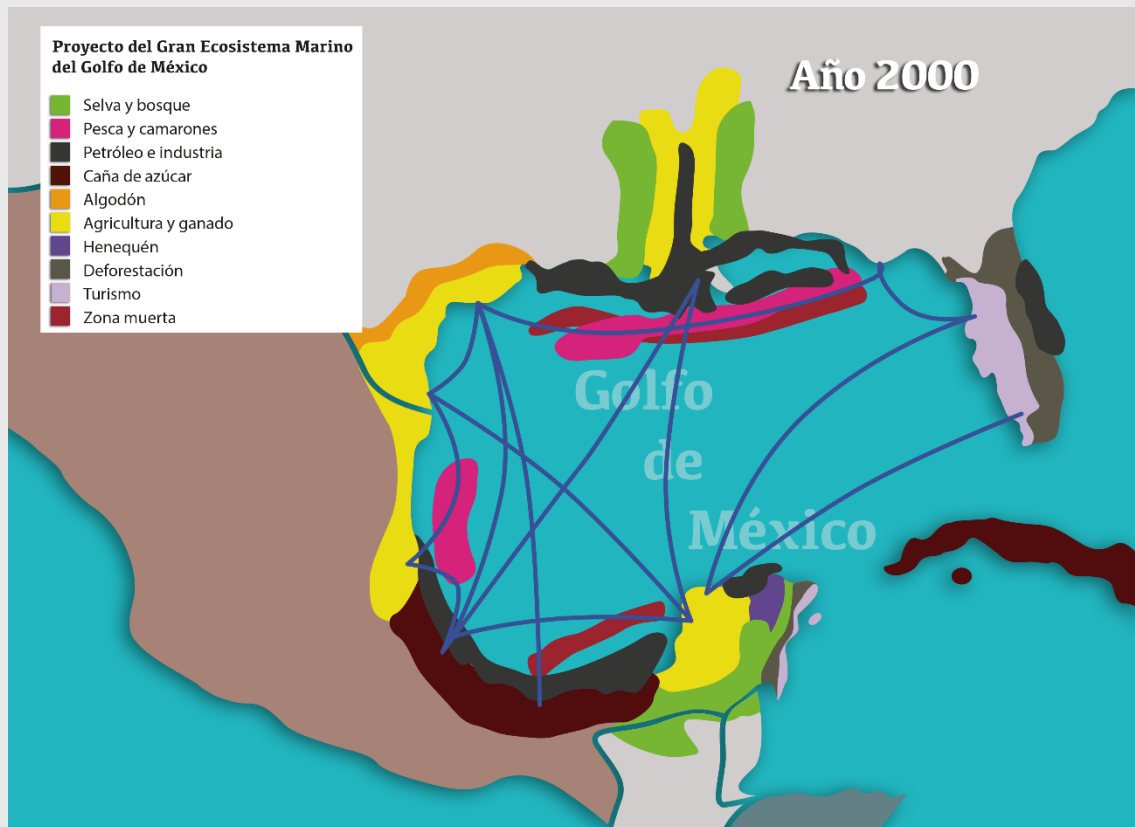 Proyecto del Gran Ecosistema Marino
del Golfo de México
Selva y bosque
Pesca y camarones
Petróleo e industria
Caña de azúcar
Algodón
Agricultura y ganado
Henequén
Deforestación
Turismo
Zona muerta
Año 2000
Golfo
de
México